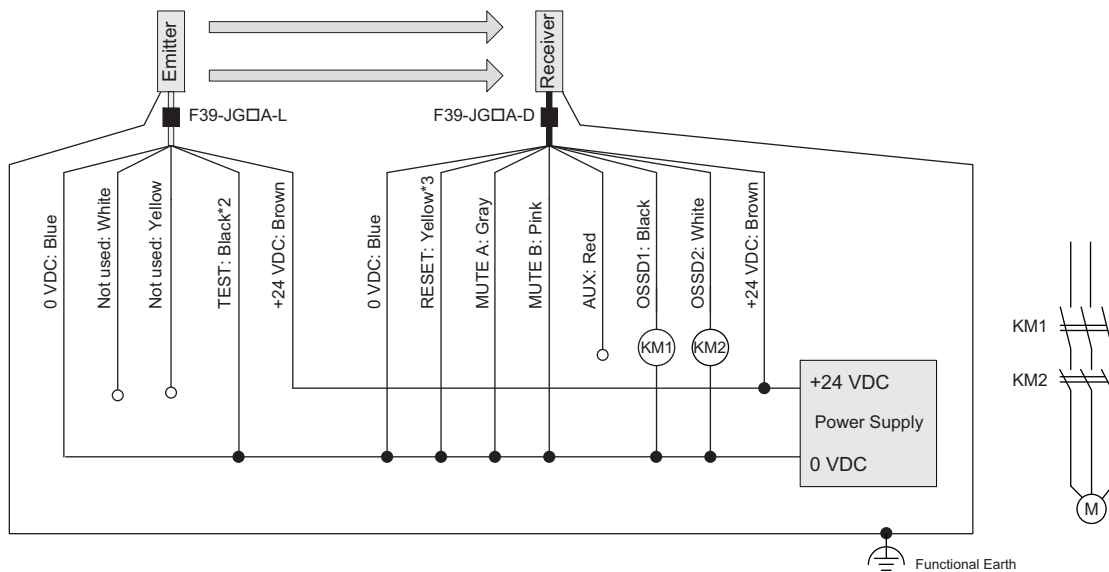 Emitter
Receiver
F39-JG□A-L
F39-JG□A-D
0 VDC: Blue
Not used: White
Not used: Yellow
TEST: Black*2
+24 VDC: Brown
0 VDC: Blue
RESET: Yellow*3
MUTE A: Gray
MUTE B: Pink
AUX: Red
OSSD1: Black
OSSD2: White
+24 VDC: Brown
KM1
KM2
+24 VDC
Power Supply
0 VDC
KM1
KM2
M
Functional Earth